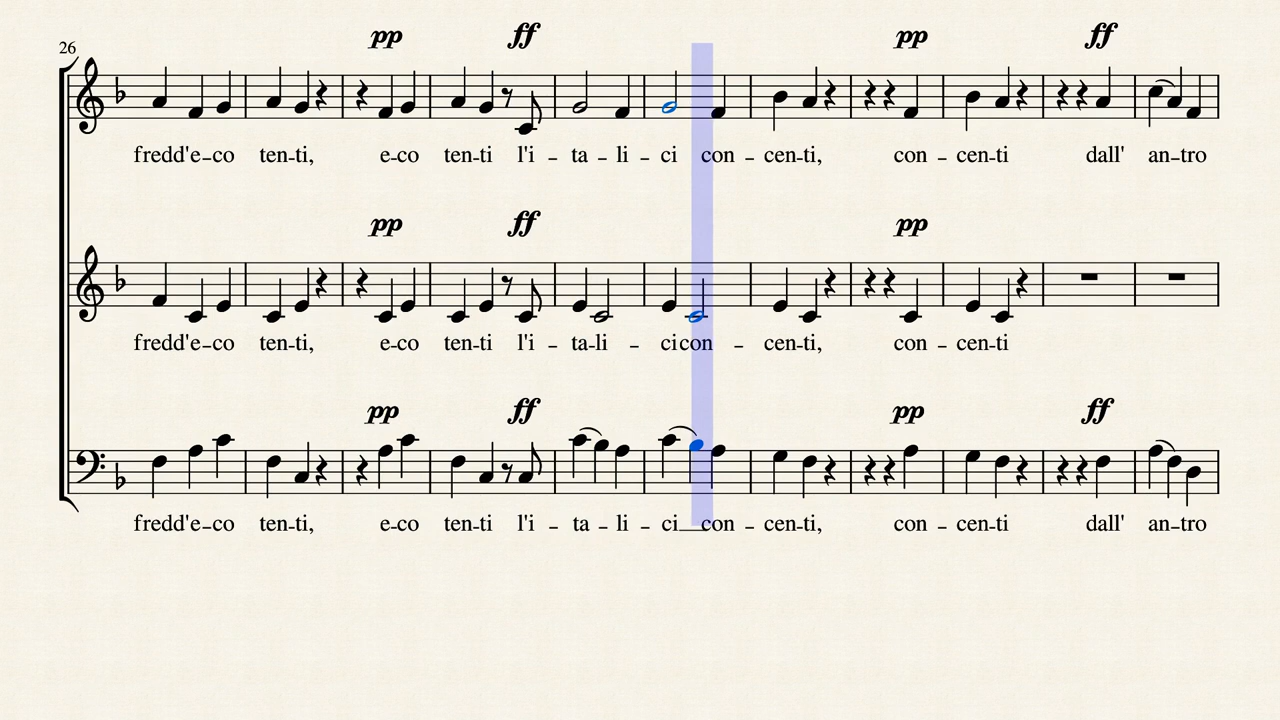 26
pp ff pp ff
fredd'e-co ten-ti, e-co ten-ti l'i - ta - li - ci con - cen-ti, con - cen-ti dall' an-tro
pp ff pp
fredd'e-co ten-ti, e-co ten-ti l'i - ta-li - ci con - cen-ti, con - cen-ti
pp ff pp ff
fredd'e-co ten-ti, e-co ten-ti l'i - ta - li - ci_con - cen-ti, con - cen-ti dall' an-tro